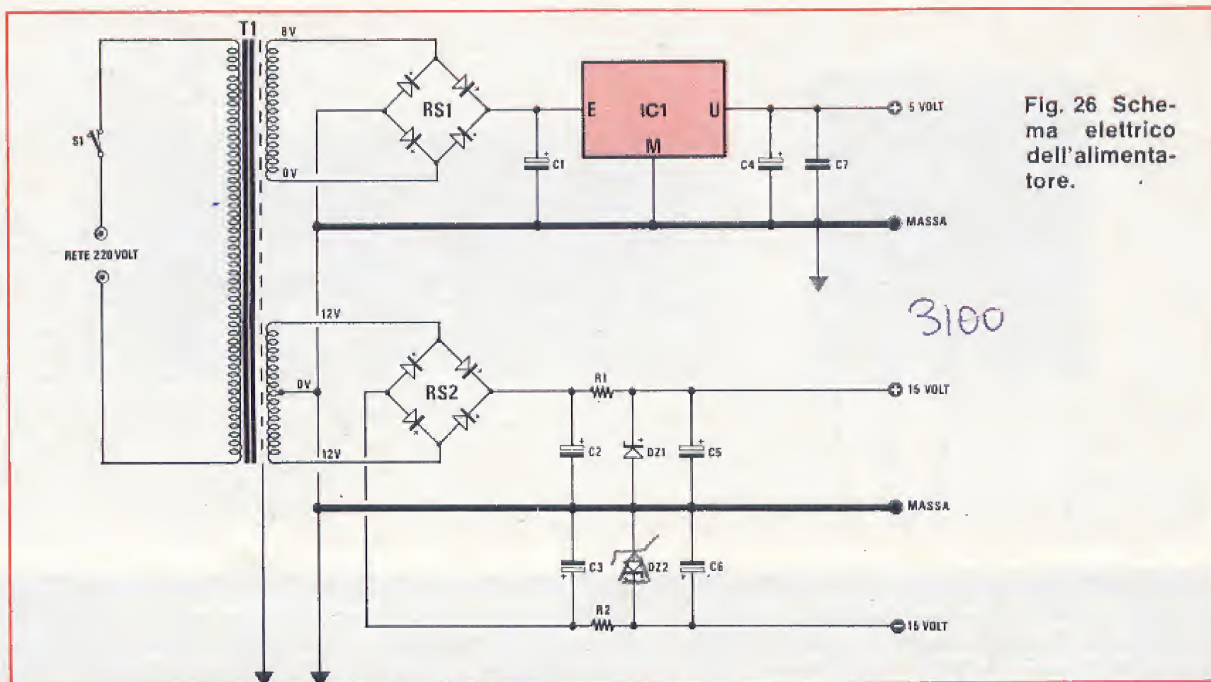 T1
8V
RS1
0V
S1
RETE 220 VOLT
E
IC1
U
M
C1
C4
C7
5 VOLT
MASSA
Fig. 26 Sche-
ma elettrico
dell'alimenta-
tore.
3100
12V
0V
12V
RS2
R1
C2
DZ1
C5
15 VOLT
MASSA
C3
DZ2
C6
R2
15 VOLT